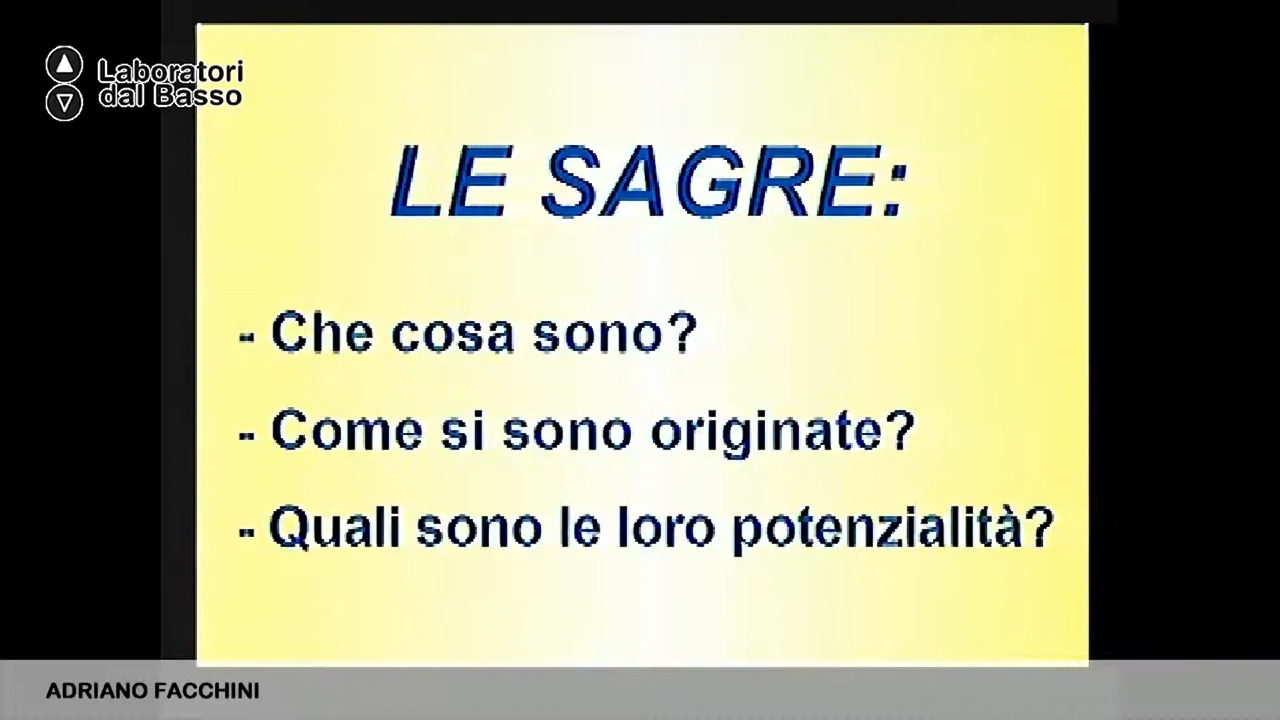 Laboratori
dal Basso
LE SAGRE:
- Che cosa sono?
- Come si sono originate?
- Quali sono le loro potenzialità?
ADRIANO FACCHINI